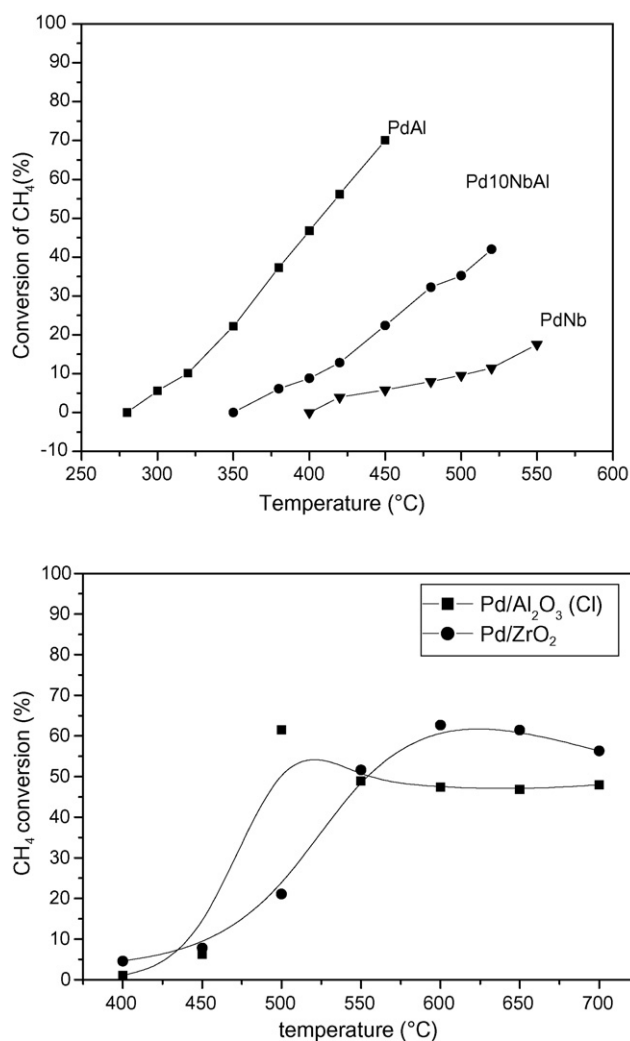 100
90
80
70
60
50
40
30
20
10
0
-10
Conversion of CH₄(%)
PdAl
Pd10NbAl
PdNb
250 300 350 400 450 500 550 600
Temperature (°C)
100
90
80
70
60
50
40
30
20
10
0
CH₄ conversion (%)
Pd/Al₂O₃ (Cl)
Pd/ZrO₂
400 450 500 550 600 650 700
temperature (°C)